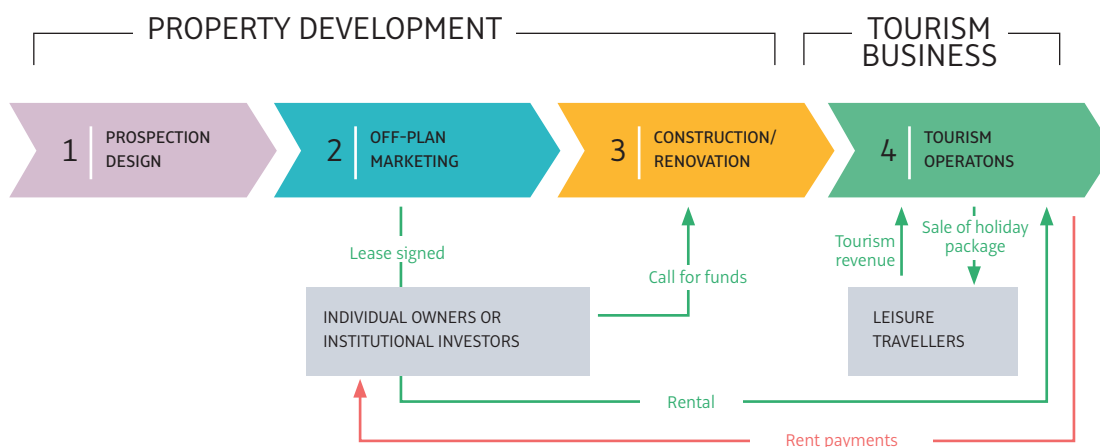 PROPERTY DEVELOPMENT
TOURISM
BUSINESS
1
PROSPECTION
DESIGN
2
OFF-PLAN
MARKETING
3
CONSTRUCTION/
RENOVATION
4
TOURISM
OPERATONS
Lease signed
Call for funds
Tourism
revenue
Sale of holiday
package
INDIVIDUAL OWNERS OR
INSTITUTIONAL INVESTORS
LEISURE
TRAVELLERS
Rental
Rent payments